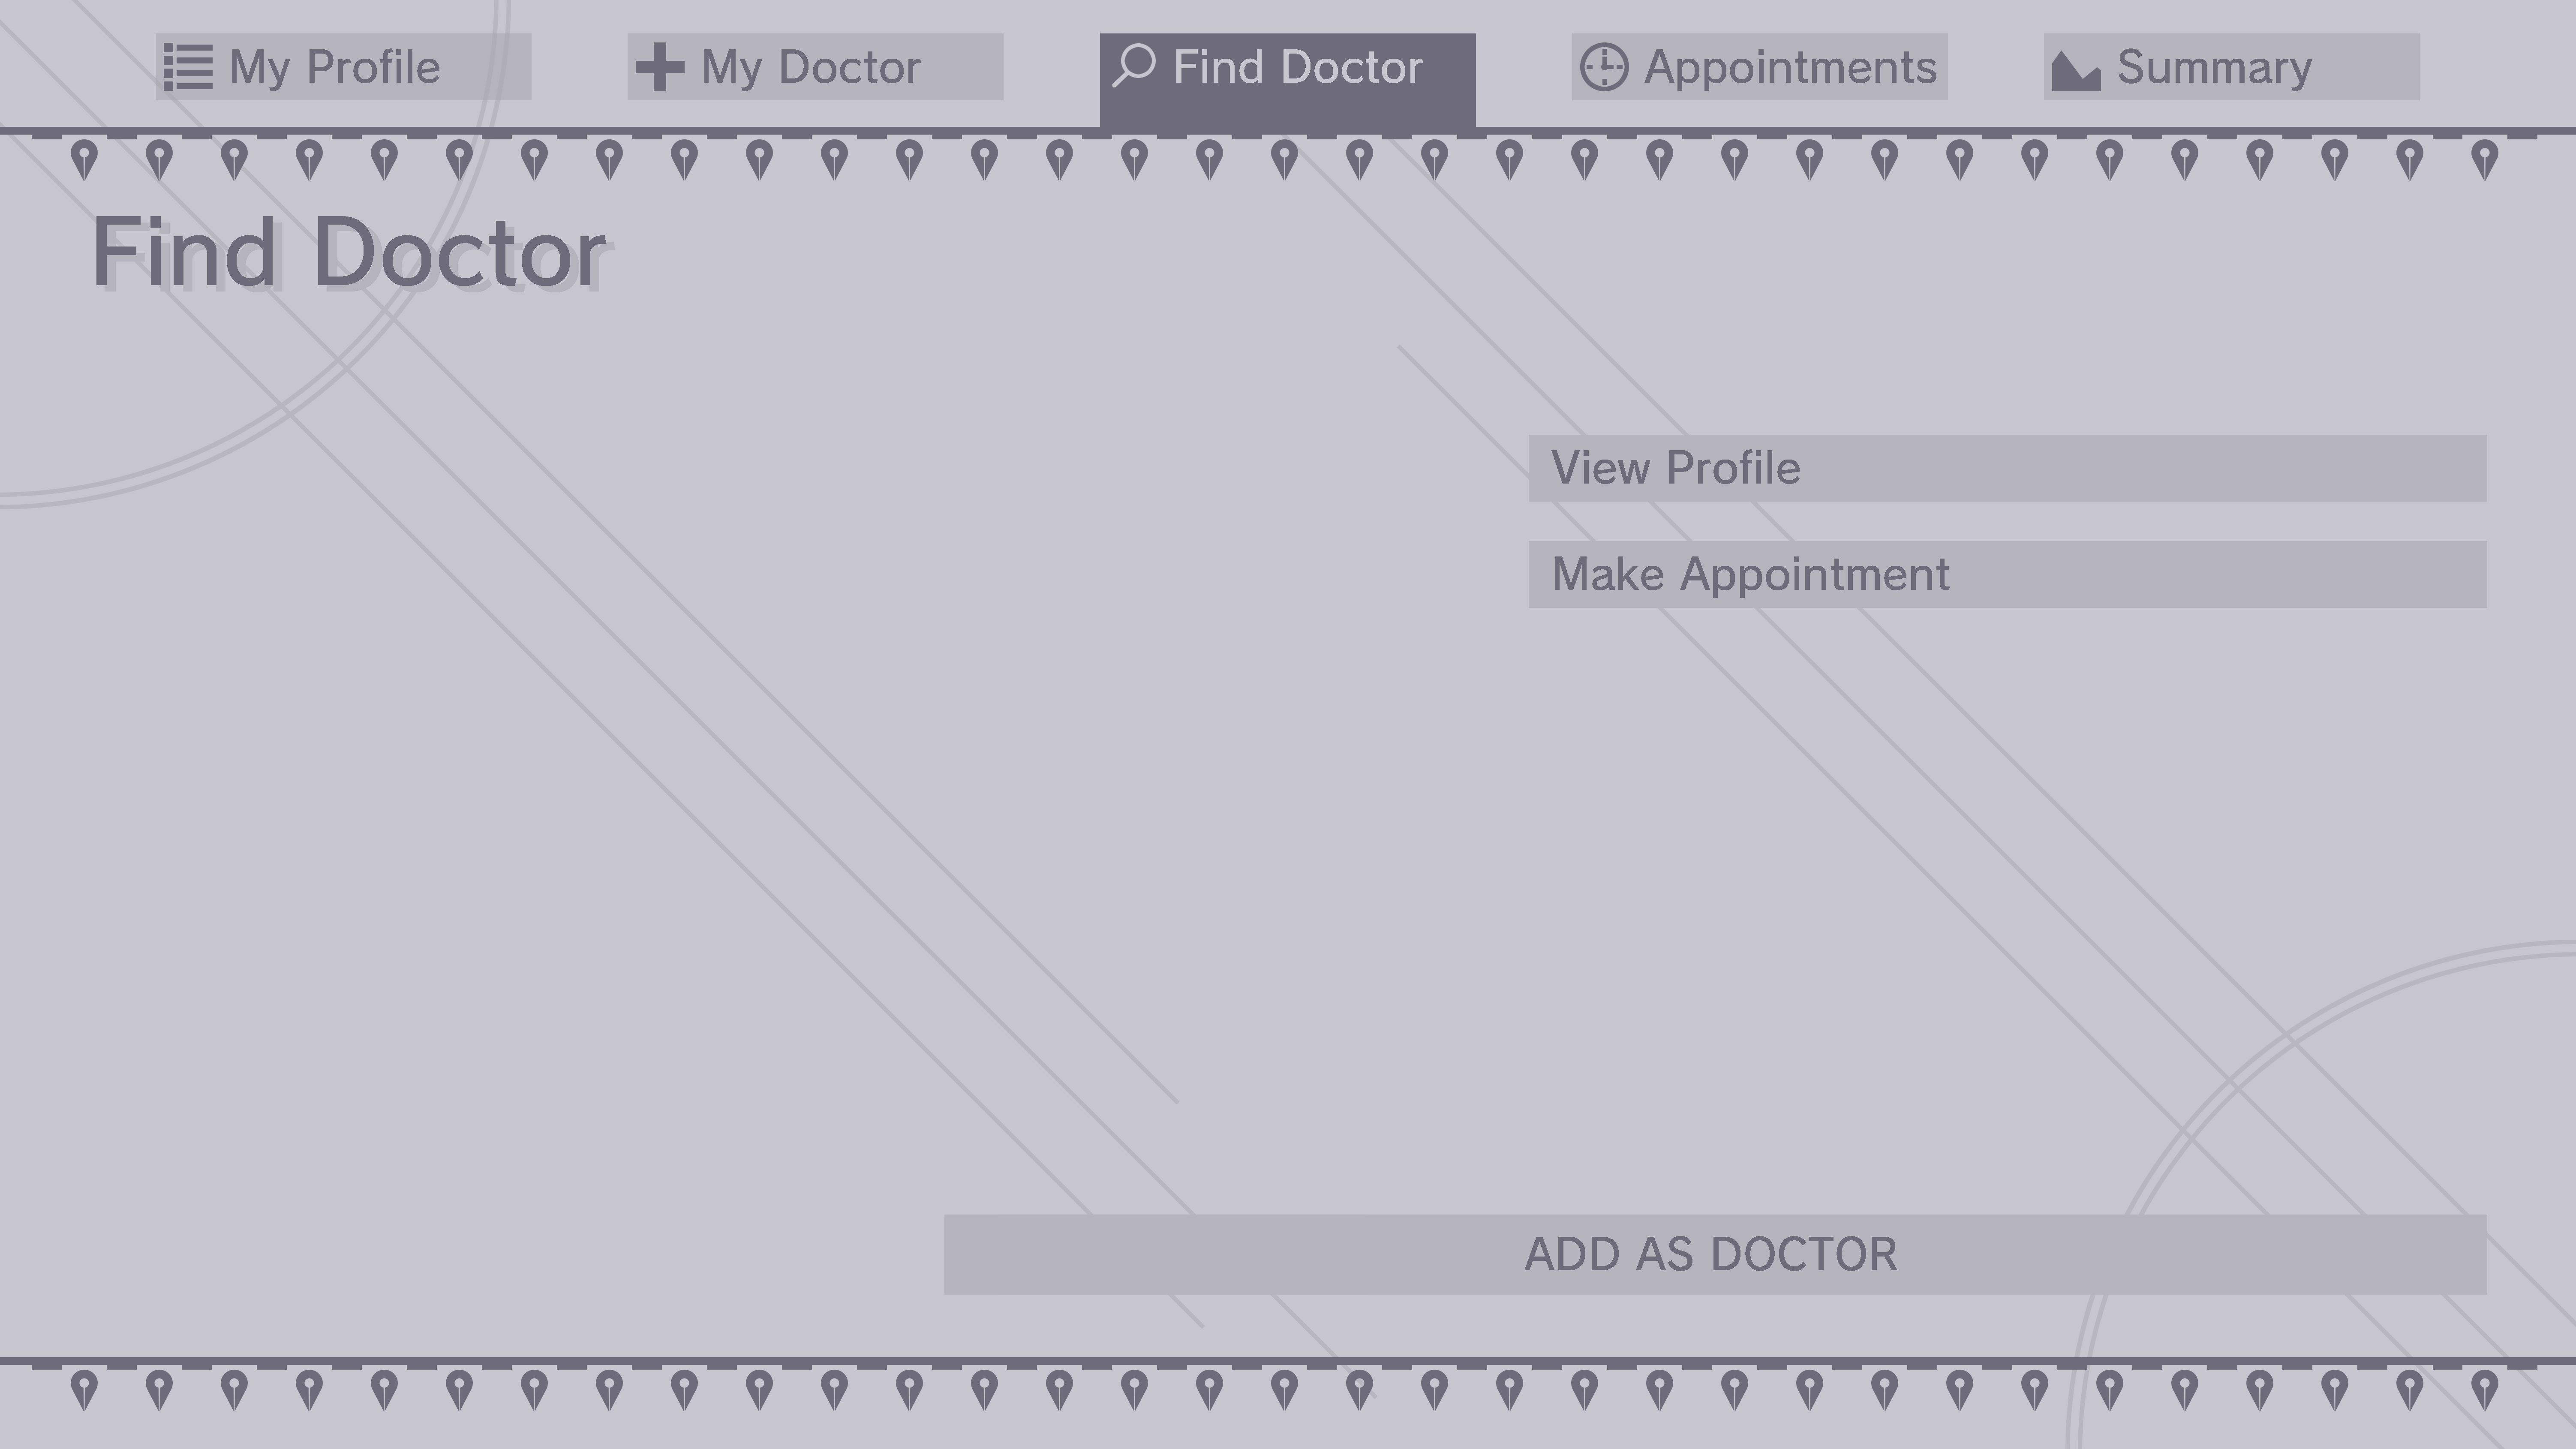 My Profile
My Doctor
Find Doctor
Appointments
Summary
Find Doctor
View Profile
Make Appointment
ADD AS DOCTOR